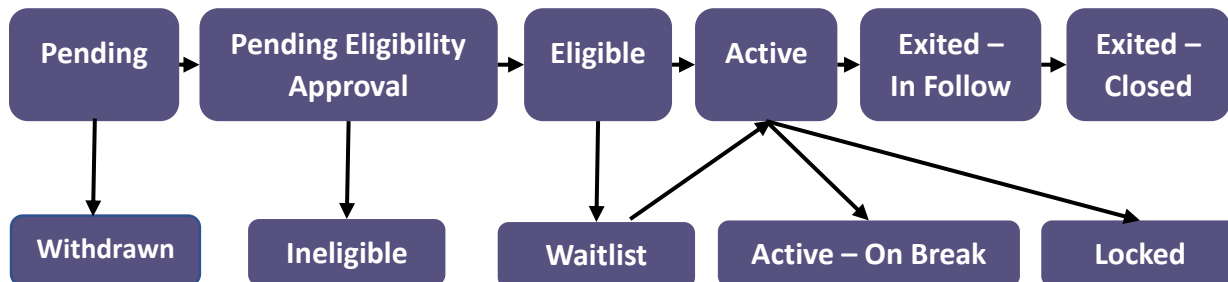 Pending
Pending Eligibility
Approval
Eligible
Active
Exited –
In Follow
Exited –
Closed
Withdrawn
Ineligible
Waitlist
Active – On Break
Locked